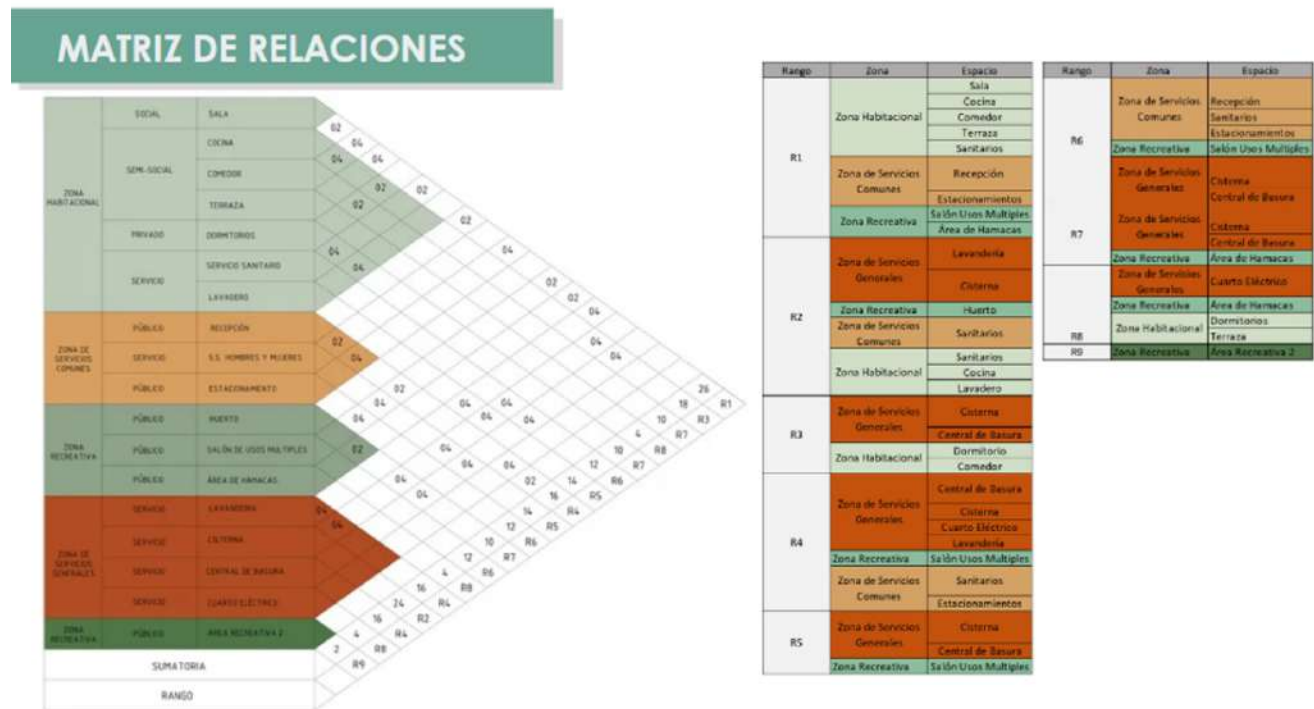 MATRIZ DE RELACIONES
ZONA HABITACIONAL
SOCIAL
SALA
SEMI-SOCIAL
COCINA
COMEDOR
TERRAZA
PRIVADO
DORMITORIOS
SERVICIO
SERVICIO SANITARIO
LAVADERO
ZONA DE SERVICIOS COMUNES
PÚBLICO
RECEPCIÓN
SERVICIO
S.S. HOMBRES Y MUJERES
PÚBLICO
ESTACIONAMIENTO
ZONA RECREATIVA
PÚBLICO
HUERTO
PÚBLICO
SALÓN DE USOS MULTIPLES
PÚBLICO
ÁREA DE HAMACAS
ZONA DE SERVICIOS GENERALES
SERVICIO
LAVANDERIA
SERVICIO
CISTERNA
SERVICIO
CENTRAL DE BASURA
SERVICIO
CUARTO ELÉCTRICO
ZONA RECREATIVA
PÚBLICO
ÁREA RECREATIVA 2
SUMATORIA
RANGO
26 R1
18 R3
10 R7
4 R8
10 R7
12 R6
14 R5
16 R4
14 R5
12 R6
10 R7
12 R6
4 R8
16 R4
24 R2
16 R4
4 R8
2 R9
Rango Zona Espacio
R1
Zona Habitacional
Sala
Cocina
Comedor
Terraza
Sanitarios
Zona de Servicios Comunes
Recepción
Estacionamientos
Zona Recreativa
Salón Usos Multiples
Área de Hamacas
R2
Zona de Servicios Generales
Lavandería
Cisterna
Zona Recreativa
Huerto
Zona de Servicios Comunes
Sanitarios
Zona Habitacional
Sanitarios
Cocina
Lavadero
R3
Zona de Servicios Generales
Cisterna
Central de Basura
Zona Habitacional
Dormitorio
Comedor
R4
Zona de Servicios Generales
Central de Basura
Cisterna
Cuarto Eléctrico
Lavandería
Zona Recreativa
Salón Usos Multiples
Zona de Servicios Comunes
Sanitarios
Estacionamientos
R5
Zona de Servicios Generales
Cisterna
Central de Basura
Zona Recreativa
Salón Usos Multiples
Rango Zona Espacio
R6
Zona de Servicios Comunes
Recepción
Sanitarios
Estacionamientos
Zona Recreativa
Salón Usos Multiples
Zona de Servicios Generales
Cisterna
Central de Basura
R7
Zona de Servicios Generales
Cisterna
Central de Basura
Zona Recreativa
Área de Hamacas
R8
Zona de Servicios Generales
Cuarto Eléctrico
Zona Recreativa
Área de Hamacas
Zona Habitacional
Dormitorios
Terraza
R9
Zona Recreativa
Área Recreativa 2